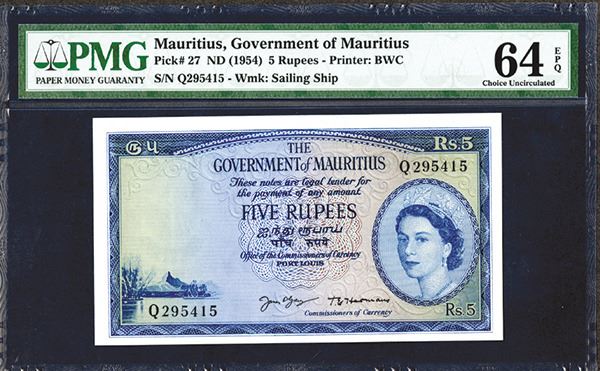 PMG
PAPER MONEY GUARANTY
Mauritius, Government of Mauritius
Pick# 27 ND (1954) 5 Rupees - Printer: BWC
S/N Q295415 - Wmk: Sailing Ship
64 EPQ
Choice Uncirculated
Rs.5
THE
GOVERNMENT of MAURITIUS
Q295415
These notes are legal tender for
the payment of any amount
FIVE RUPEES
ஐந்து ரூபாய்
पाँच रूपये
Office of the Commissioners of Currency
PORT LOUIS
Q295415
Commissioners of Currency
Rs.5